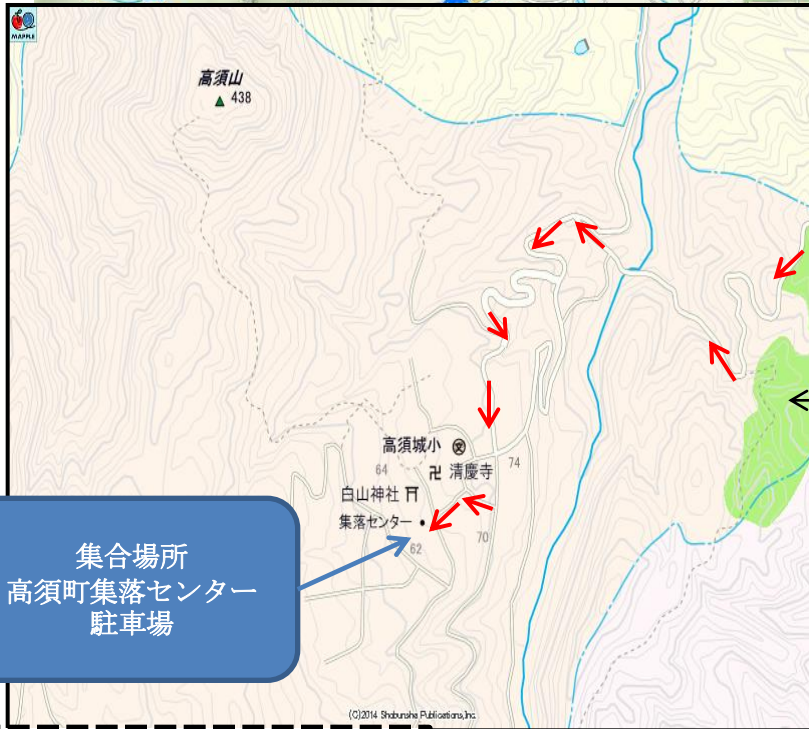 MAPPLE
高須山
438
高須城小
64
清慶寺
74
白山神社
集落センター
70
62
集合場所
高須町集落センター
駐車場
(C)2014 Shobunsha Publications,Inc.